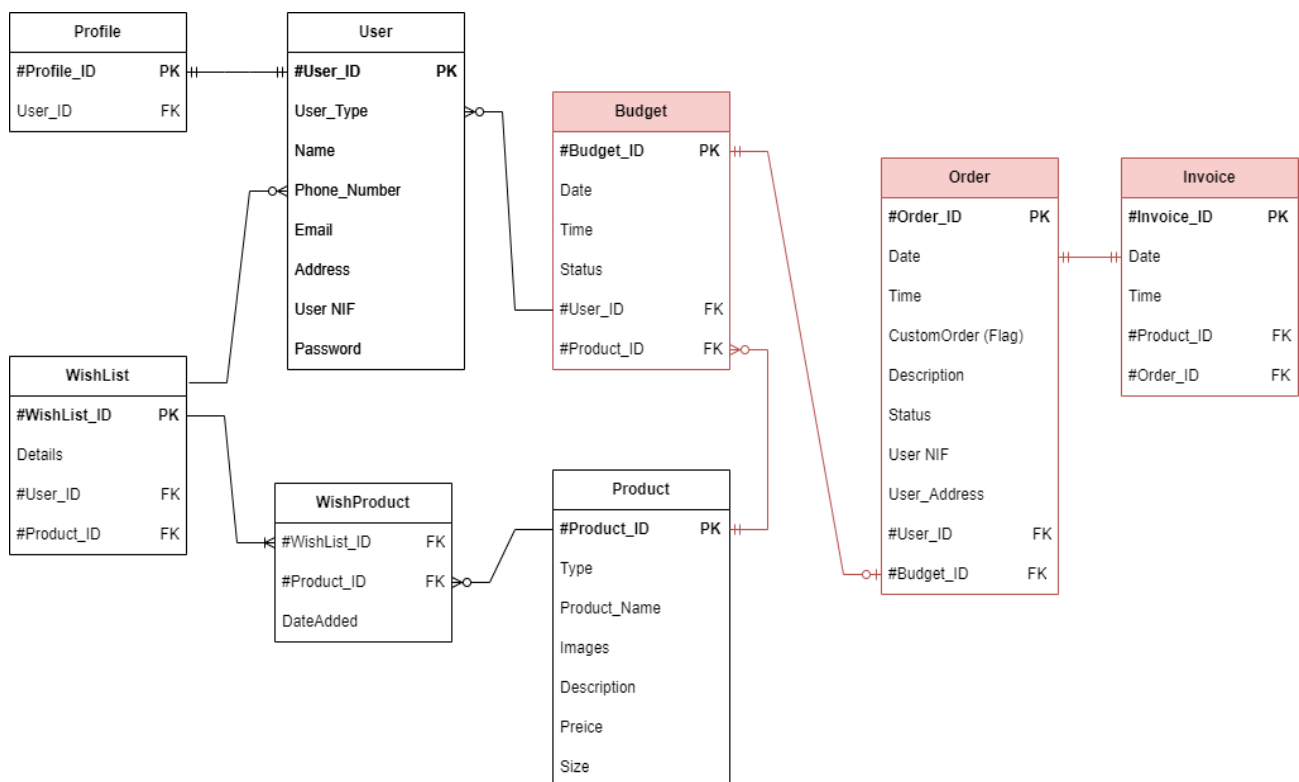 Profile
#Profile_ID PK
User_ID FK
User
#User_ID PK
User_Type
Name
Phone_Number
Email
Address
User NIF
Password
Budget
#Budget_ID PK
Date
Time
Status
#User_ID FK
#Product_ID FK
Order
#Order_ID PK
Date
Time
CustomOrder (Flag)
Description
Status
User NIF
User_Address
#User_ID FK
#Budget_ID FK
Invoice
#Invoice_ID PK
Date
Time
#Product_ID FK
#Order_ID FK
WishList
#WishList_ID PK
Details
#User_ID FK
#Product_ID FK
WishProduct
#WishList_ID FK
#Product_ID FK
DateAdded
Product
#Product_ID PK
Type
Product_Name
Images
Description
Preice
Size